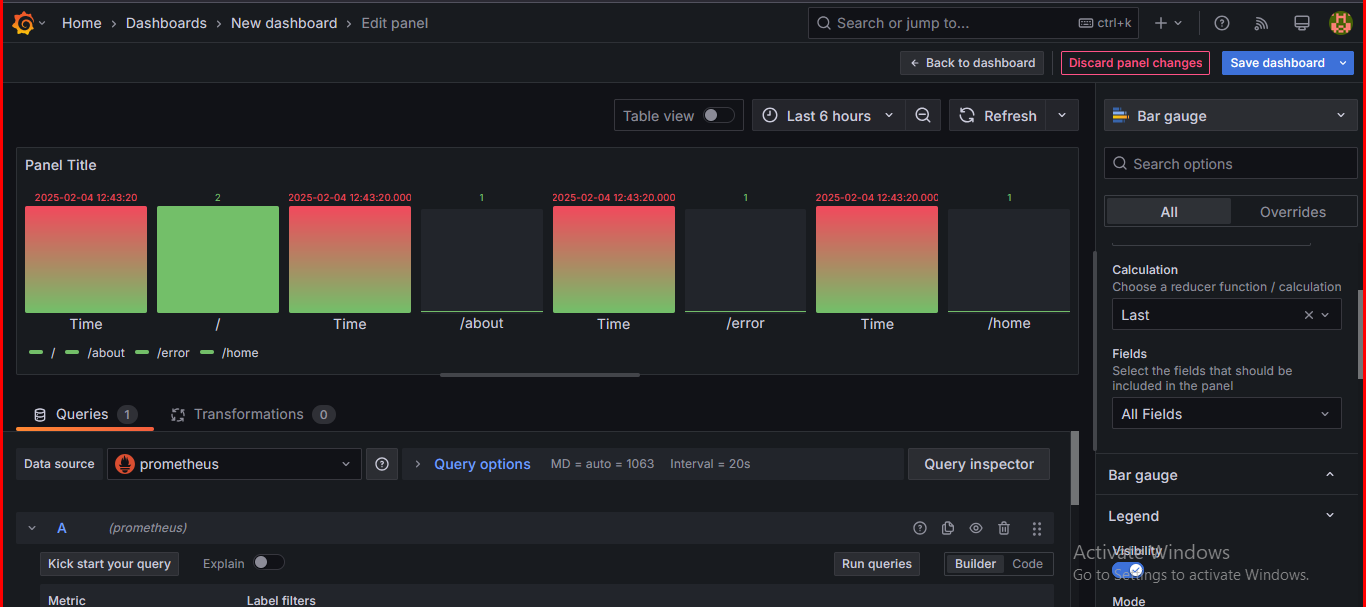 Home > Dashboards > New dashboard > Edit panel
Search or jump to... ctrl+k
Back to dashboard Discard panel changes Save dashboard
Table view Last 6 hours Refresh
Panel Title
2025-02-04 12:43:20 2 2025-02-04 12:43:20.000 1 2025-02-04 12:43:20.000 1 2025-02-04 12:43:20.000 1
Time / Time /about Time /error Time /home
/ /about /error /home
Queries 1 Transformations 0
Data source prometheus Query options MD = auto = 1063 Interval = 20s Query inspector
A (prometheus)
Kick start your query Explain Run queries Builder Code
Metric Label filters
Bar gauge
Search options
All Overrides
Calculation
Choose a reducer function / calculation
Last
Fields
Select the fields that should be
included in the panel
All Fields
Bar gauge
Legend
Visibility
Mode
Activate Windows
Go to Settings to activate Windows.